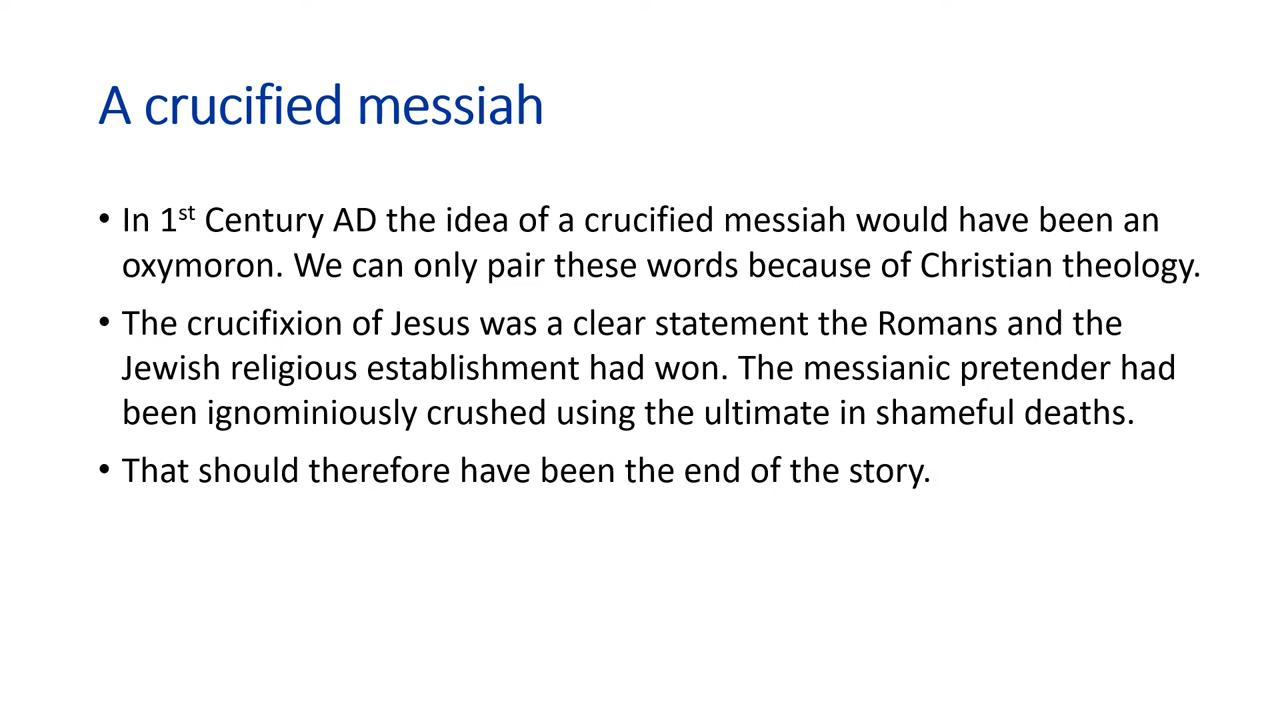 A crucified messiah
• In 1st Century AD the idea of a crucified messiah would have been an
oxymoron. We can only pair these words because of Christian theology.
• The crucifixion of Jesus was a clear statement the Romans and the
Jewish religious establishment had won. The messianic pretender had
been ignominiously crushed using the ultimate in shameful deaths.
• That should therefore have been the end of the story.